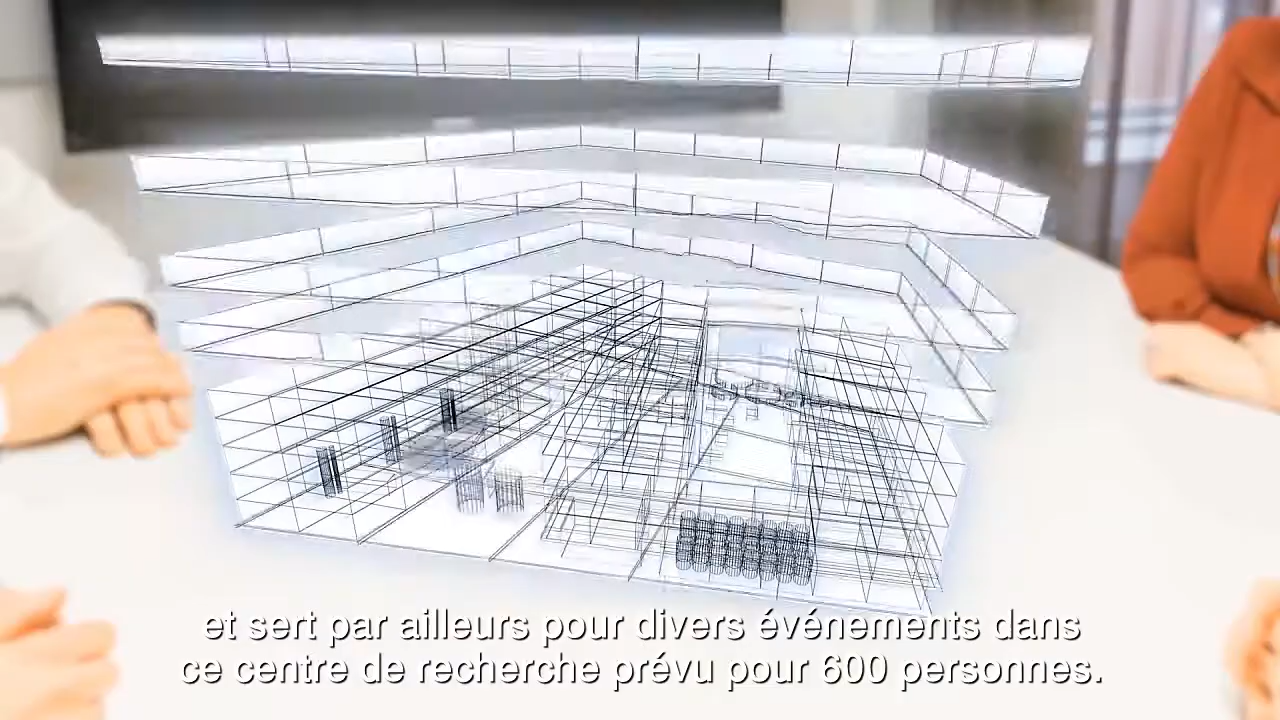 et sert par ailleurs pour divers événements dans
ce centre de recherche prévu pour 600 personnes.